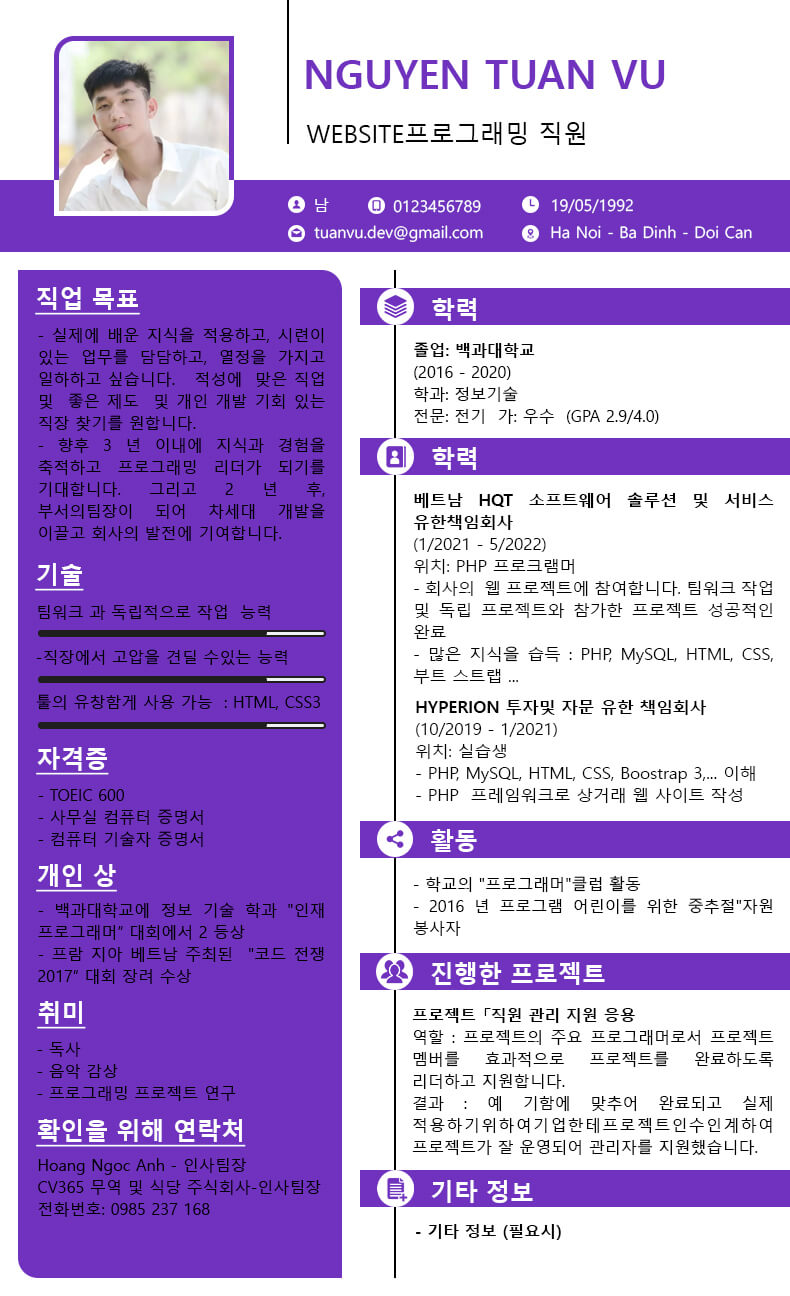 NGUYEN TUAN VU
WEBSITE프로그래밍 직원
남
0123456789
19/05/1992
tuanvu.dev@gmail.com
Ha Noi - Ba Dinh - Doi Can
직업 목표
- 실제에 배운 지식을 적용하고, 시련이
있는 업무를 담담하고, 열정을 가지고
일하하고 싶습니다. 적성에 맞은 직업
및 좋은 제도 및 개인 개발 기회 있는
직장 찾기를 원합니다.
- 향후 3 년 이내에 지식과 경험을
축적하고 프로그래밍 리더가 되기를
기대합니다. 그리고 2 년 후,
부서의팀장이 되어 차세대 개발을
이끌고 회사의 발전에 기여합니다.
기술
팀워크 과 독립적으로 작업 능력
-직장에서 고압을 견딜 수있는 능력
툴의 유창함게 사용 가능 : HTML, CSS3
자격증
- TOEIC 600
- 사무실 컴퓨터 증명서
- 컴퓨터 기술자 증명서
개인 상
- 백과대학교에 정보 기술 학과 "인재
프로그래머” 대회에서 2 등상
- 프람 지아 베트남 주최된 "코드 전쟁
2017” 대회 장려 수상
취미
- 독사
- 음악 감상
- 프로그래밍 프로젝트 연구
확인을 위해 연락처
Hoang Ngoc Anh - 인사팀장
CV365 무역 및 식당 주식회사-인사팀장
전화번호: 0985 237 168
학력
졸업: 백과대학교
(2016 - 2020)
학과: 정보기술
전문: 전기 가: 우수 (GPA 2.9/4.0)
학력
베트남 HQT 소프트웨어 솔루션 및 서비스
유한책임회사
(1/2021 - 5/2022)
위치: PHP 프로크램머
- 회사의 웹 프로젝트에 참여합니다. 팀워크 작업
및 독립 프로젝트와 참가한 프로젝트 성공적인
완료
- 많은 지식을 습득 : PHP, MySQL, HTML, CSS,
부트 스트랩 ...
HYPERION 투자및 자문 유한 책임회사
(10/2019 - 1/2021)
위치: 실습생
- PHP, MySQL, HTML, CSS, Boostrap 3,... 이해
- PHP 프레임워크로 상거래 웹 사이트 작성
활동
- 학교의 "프로그래머"클럽 활동
- 2016 년 프로그램 어린이를 위한 중추절"자원
봉사자
진행한 프로젝트
프로젝트 「직원 관리 지원 응용
역할 : 프로젝트의 주요 프로그래머로서 프로젝트
멤버를 효과적으로 프로젝트를 완료하도록
리더하고 지원합니다.
결과 : 예 기함에 맞추어 완료되고 실제
적용하기위하여기업한테프로젝트인수인계하여
프로젝트가 잘 운영되어 관리자를 지원했습니다.
기타 정보
- 기타 정보 (필요시)